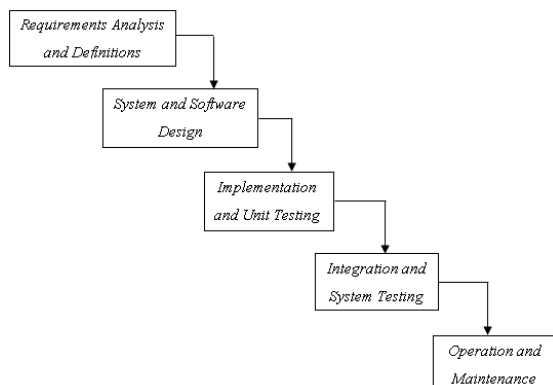 Requirements Analysis
and Definitions
System and Software
Design
Implementation
and Unit Testing
Integration and
System Testing
Operation and
Maintenance